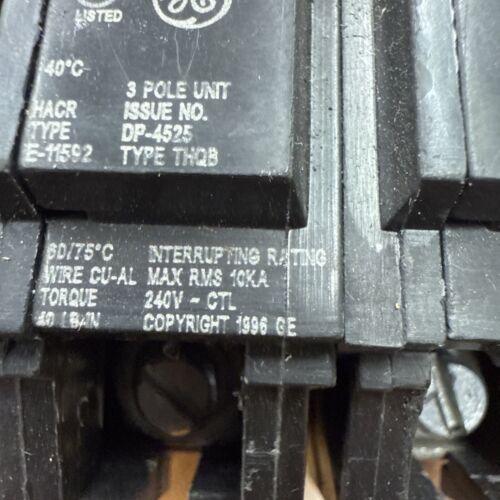 LISTED
GE
40°C
3 POLE UNIT
HACR ISSUE NO.
TYPE DP-4525
E-11592 TYPE THQB
60/75°C INTERRUPTING RATING
WIRE CU-AL MAX RMS 10KA
TORQUE 240V ~ CTL
40 LB-IN COPYRIGHT 1996 GE